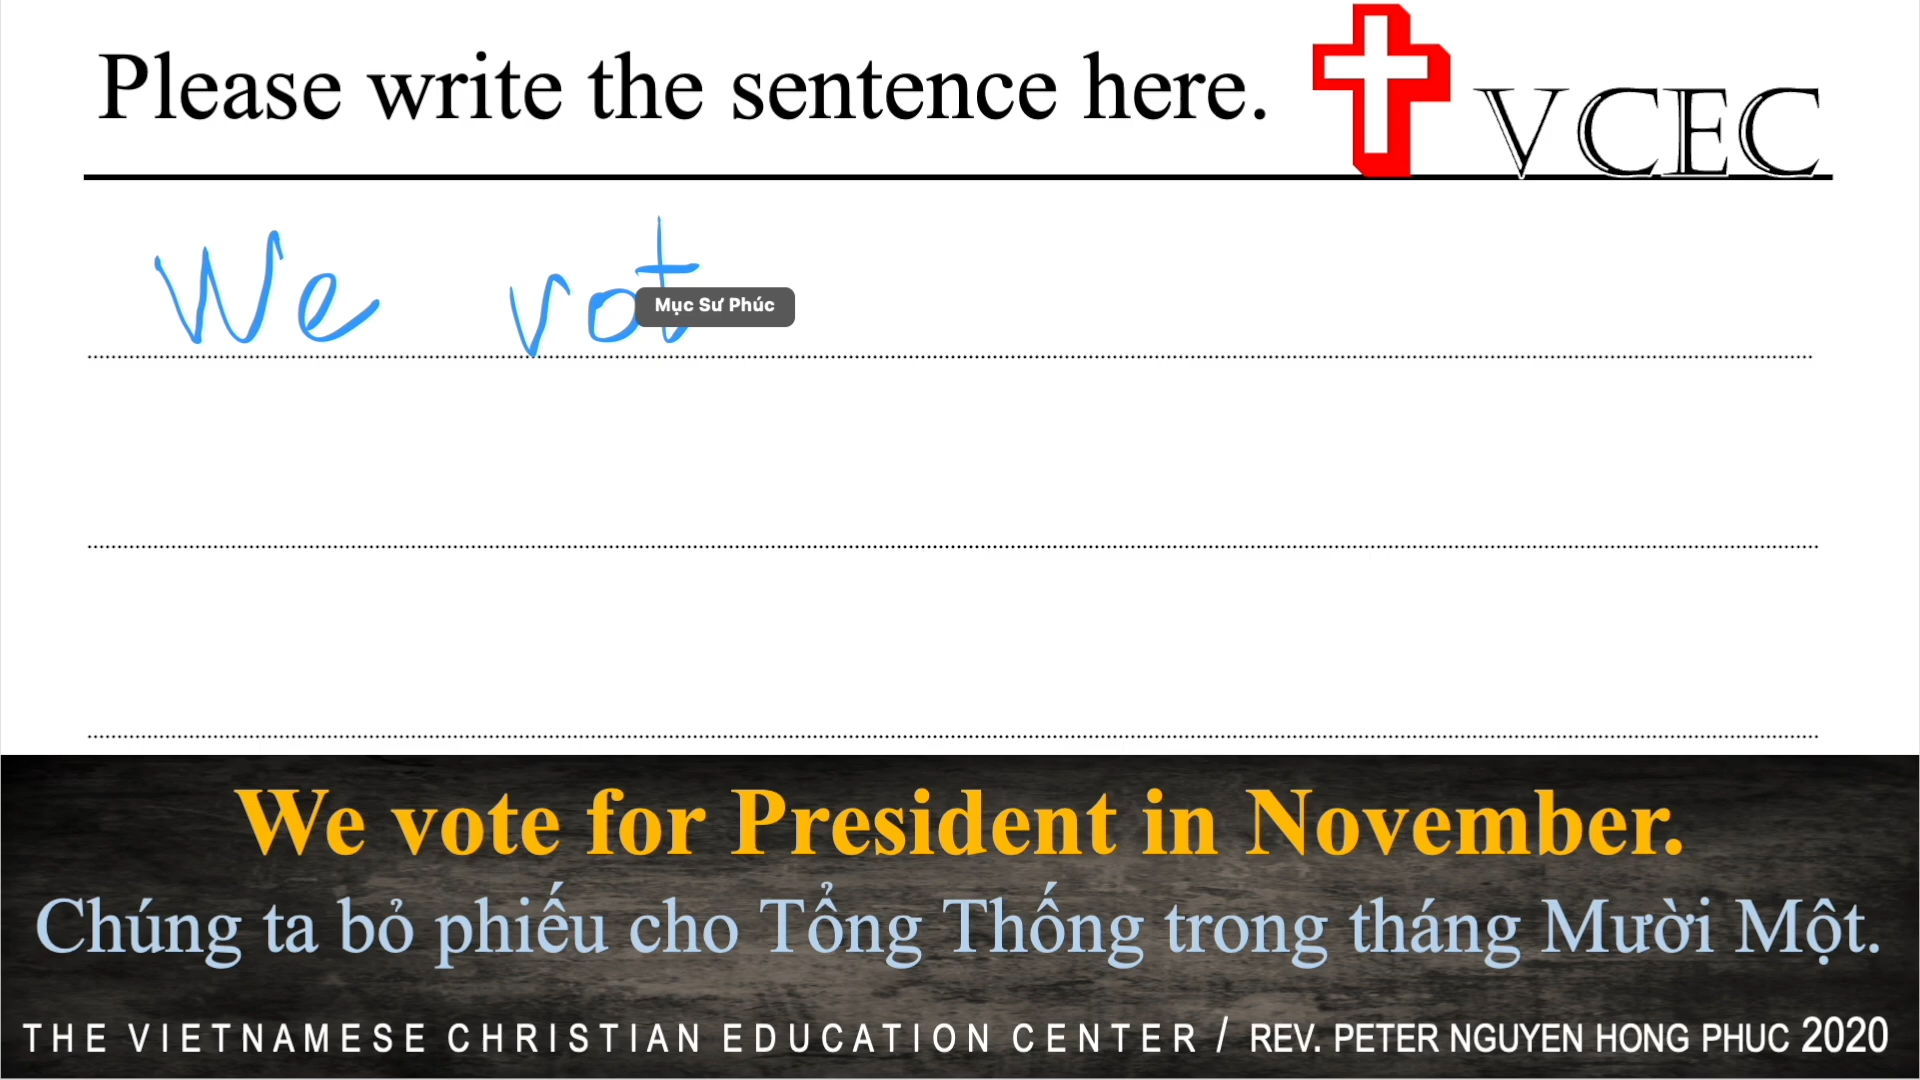 Please write the sentence here.
VCEC
We vot
Mục Sư Phúc
We vote for President in November.
Chúng ta bỏ phiếu cho Tổng Thống trong tháng Mười Một.
THE VIETNAMESE CHRISTIAN EDUCATION CENTER / REV. PETER NGUYEN HONG PHUC 2020